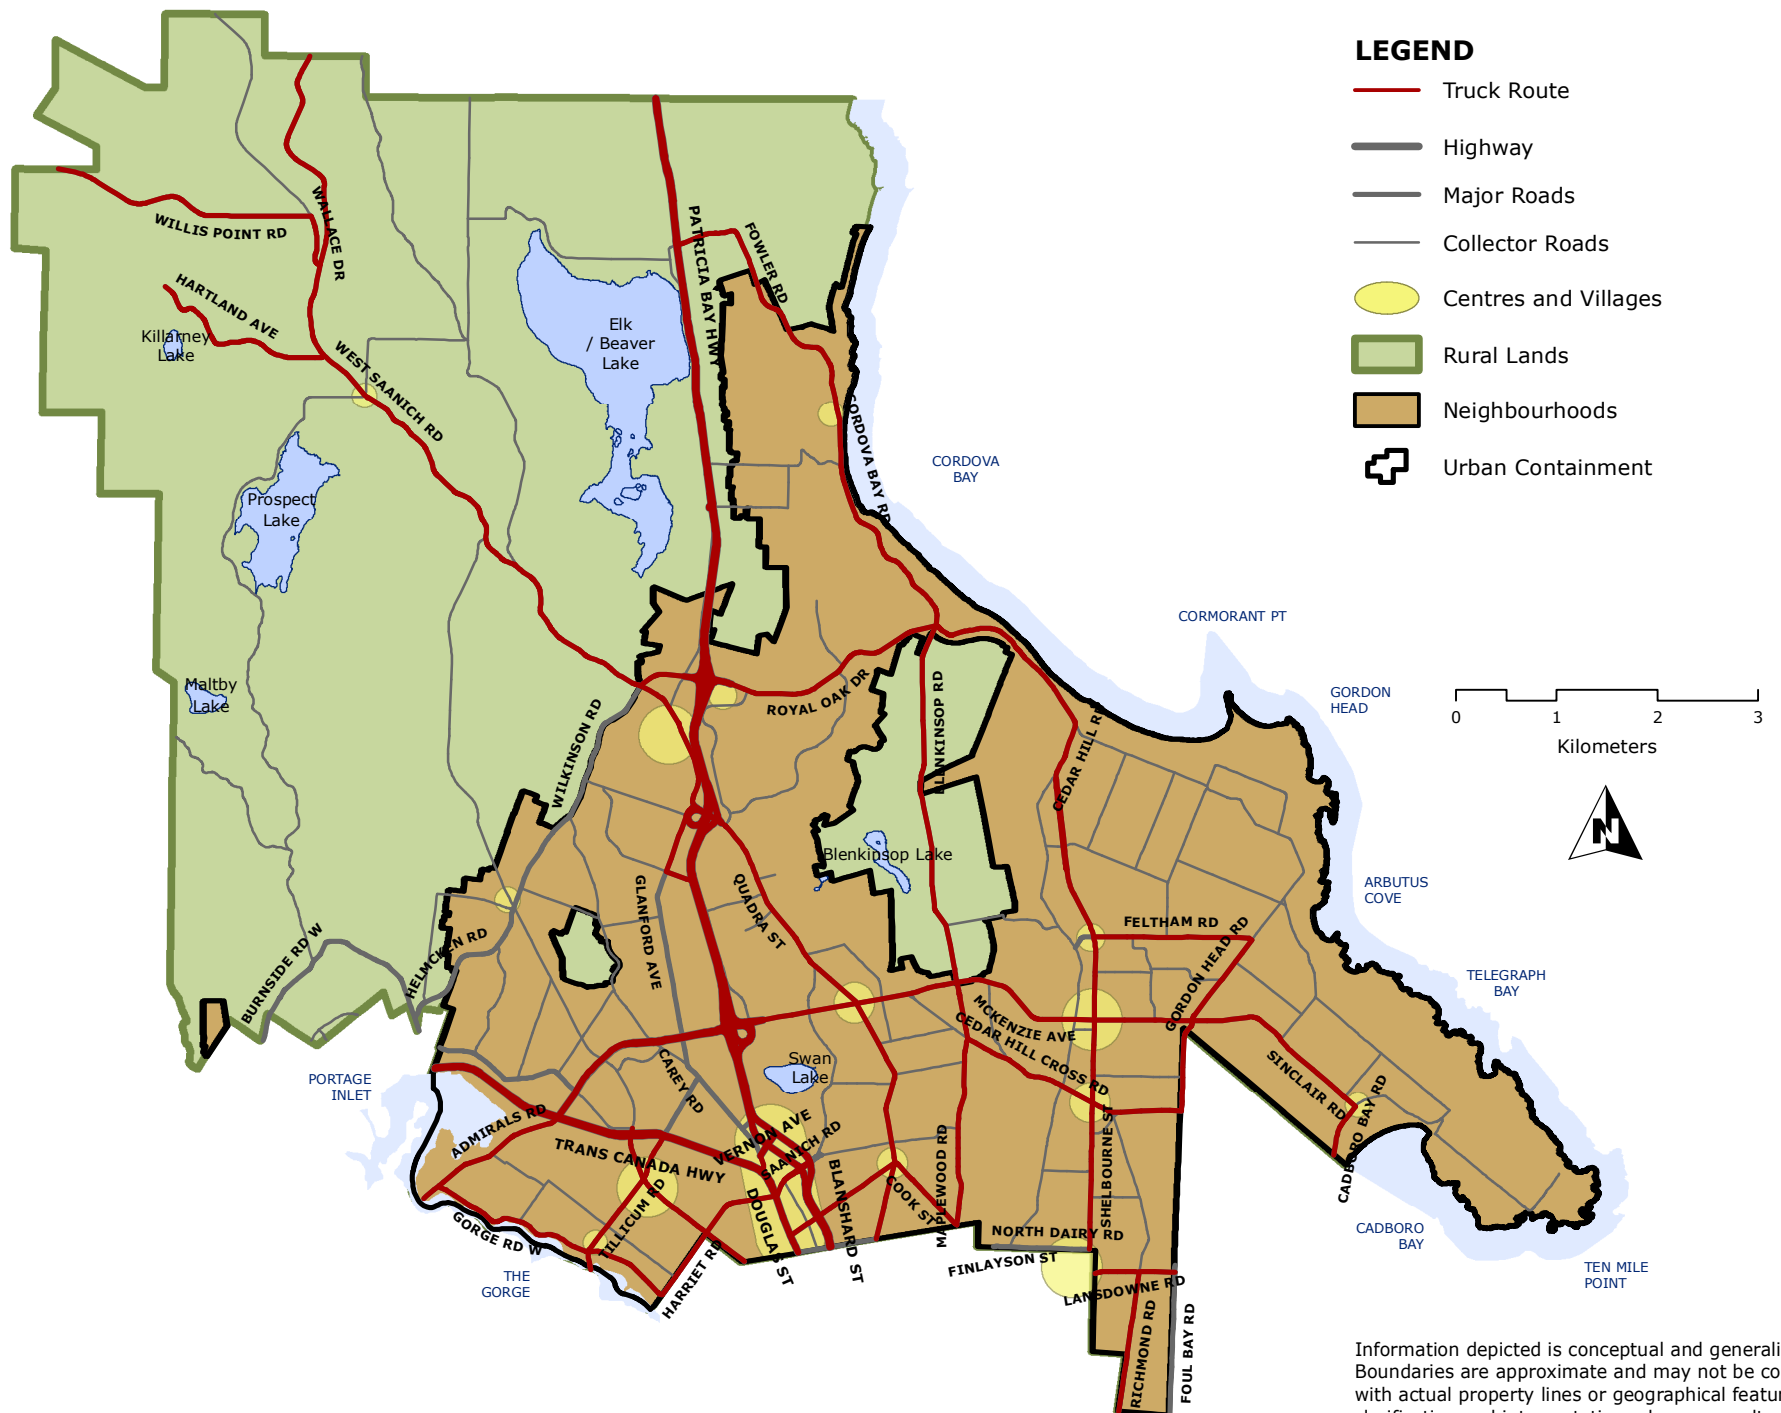 LEGEND
Truck Route
Highway
Major Roads
Collector Roads
Centres and Villages
Rural Lands
Neighbourhoods
Urban Containment
0 1 2 3
Kilometers
N
WILLIS POINT RD
WALLACE DR
HARTLAND AVE
Killarney
Lake
WEST SAANICH RD
Elk
/ Beaver
Lake
PATRICIA BAY HWY
FOWLER RD
CORDOVA BAY RD
CORDOVA
BAY
Prospect
Lake
CORMORANT PT
GORDON
HEAD
Maltby
Lake
WILKINSON RD
ROYAL OAK DR
BLENKINSOP RD
CEDAR HILL RD
Blenkinsop Lake
GLANFORD AVE
QUADRA ST
FELTHAM RD
GORDON HEAD RD
ARBUTUS
COVE
TELEGRAPH
BAY
BURNSIDE RD W
HELMCKEN RD
MCKENZIE AVE
CEDAR HILL CROSS RD
Swan
Lake
CAREY RD
PORTAGE
INLET
ADMIRALS RD
TRANS CANADA HWY
VERNON AVE
SAANICH RD
SINCLAIR RD
CADBORO BAY RD
SHELBOURNE ST
MAPLEWOOD RD
BLANSHARD ST
COOK ST
DOUGLAS ST
TILLICUM RD
GORGE RD W
HARRIET RD
THE
GORGE
NORTH DAIRY RD
FINLAYSON ST
LANSDOWNE RD
RICHMOND RD
FOUL BAY RD
CADBORO
BAY
TEN MILE
POINT
Information depicted is conceptual and generali
Boundaries are approximate and may not be co
with actual property lines or geographical featur